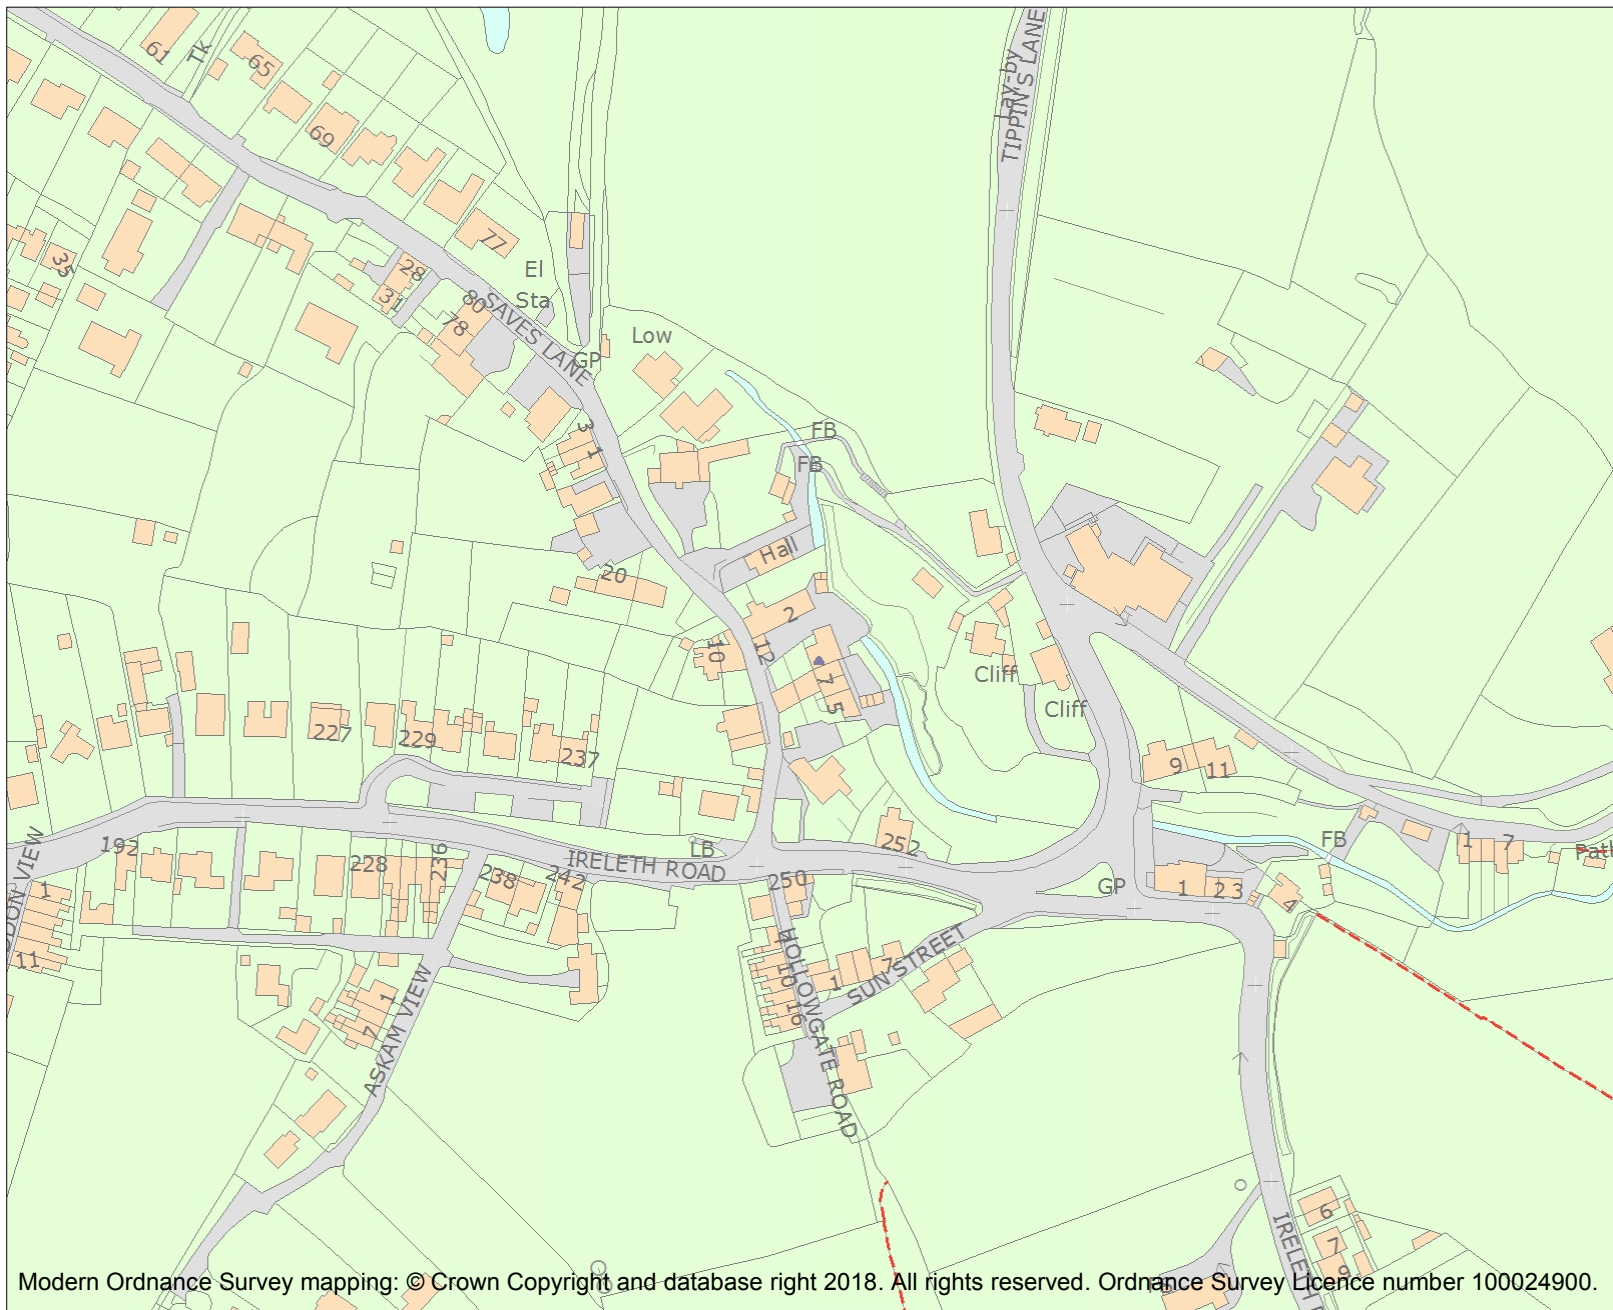 61
Tk
65
69
Lay-by
TIPPIN'S LANE
35
77
28
El
Sta
31
80
78
SAVES LANE
GP
Low
3
1
FB
FB
Hall
20
2
10
12
7
5
Cliff
Cliff
227
229
237
9
11
192
228
236
238
242
IRELETH ROAD
LB
252
250
GP
1
2 3
4
FB
1
7
Path
1
11
1
7
ASKAM VIEW
10
16
HOLLOWGATE ROAD
1
7
SUN STREET
6
7
9
Modern Ordnance Survey mapping: © Crown Copyright and database right 2018. All rights reserved. Ordnance Survey Licence number 100024900.